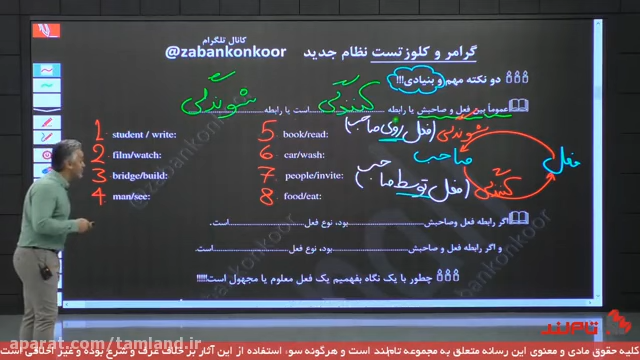 کانال تلگرام
گرامر و کلوز تست نظام جدید @zabankonkoor
دو نکته مهم و بنیادی!!!
عموماً بین فعل و صاحبش یا رابطه کنندگی است یا رابطه شوندگی
1 student / write:
2 film/watch:
3 bridge/build:
4 man/see:
5 book/read:
6 car/wash:
7 people/invite:
8 food/eat:
شوندگی (فعل روی صاحب)
صاحب
فعل
کنندگی (فعل توسط صاحب)
اگر رابطه فعل وصاحبش بود، نوع فعل است.
و اگر رابطه فعل و صاحبش بود، نوع فعل است.
چطور با یک نگاه بفهمیم یک فعل معلوم یا مجهول است!!!!!
@zabankonkoor
تاملند
aparat.com/tamland.ir
کلیه حقوق مادی و معنوی این رسانه متعلق به مجموعه تاملند است و هرگونه سوء استفاده از این آثار بر خلاف عرف و شرع بوده و غیر اخلاقی است